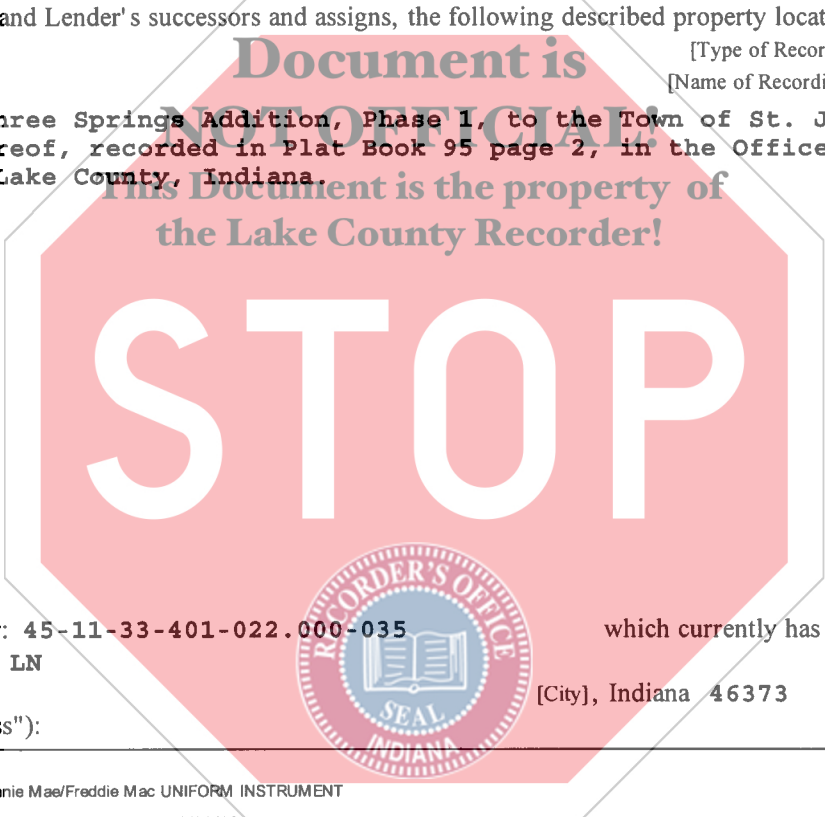 and Lender's successors and assigns, the following described property locat
[Type of Recor
[Name of Recordi
Document is
NOT OFFICIAL!
This Document is the property of
the Lake County Recorder!
hree Springs Addition, Phase 1, to the Town of St. J
reof, recorded in Plat Book 95 page 2, in the Office
Lake County, Indiana.
STOP
RECORDER'S OFFICE
SEAL
INDIANA
: 45-11-33-401-022.000-035 which currently has
LN
[City], Indiana 46373
ss"):
nnie Mae/Freddie Mac UNIFORM INSTRUMENT